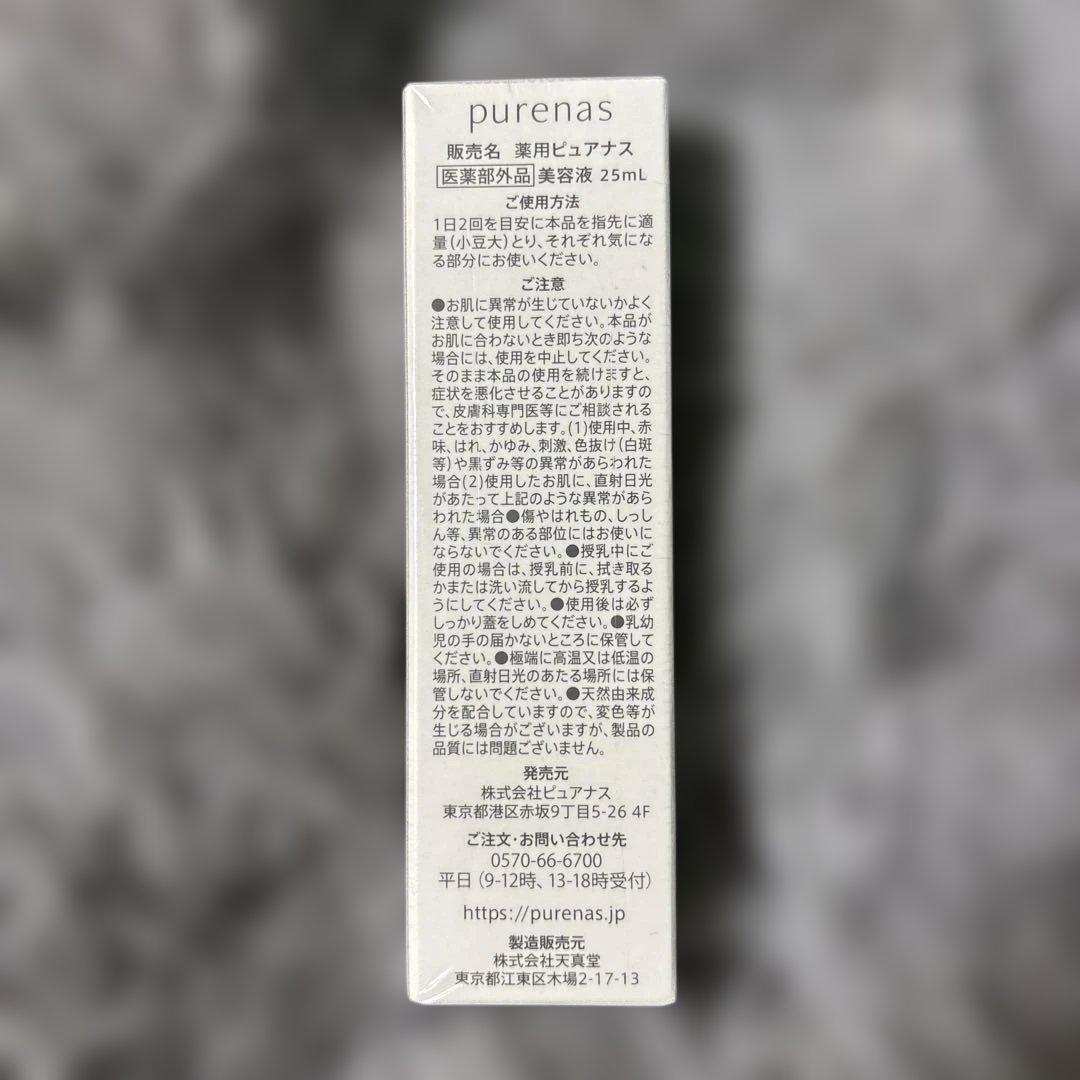 purenas
販売名 薬用ピュアナス
医薬部外品 美容液 25mL
ご使用方法
1日2回を目安に本品を指先に適
量(小豆大)とり、それぞれ気にな
る部分にお使いください。
ご注意
●お肌に異常が生じていないかよく
注意して使用してください。本品が
お肌に合わないとき即ち次のような
場合には、使用を中止してください。
そのまま本品の使用を続けますと、
症状を悪化させることがありますの
で、皮膚科専門医等にご相談される
ことをおすすめします。(1)使用中、赤
味、はれ、かゆみ、刺激、色抜け(白斑
等)や黒ずみ等の異常があらわれた
場合(2)使用したお肌に、直射日光
があたって上記のような異常があら
われた場合●傷やはれもの、しっし
ん等、異常のある部位にはお使いに
ならないでください。●授乳中にご
使用の場合は、授乳前に、拭き取る
かまたは洗い流してから授乳するよ
うにしてください。●使用後は必ず
しっかり蓋をしめてください。●乳幼
児の手の届かないところに保管して
ください。●極端に高温又は低温の
場所、直射日光のあたる場所には保
管しないでください。●天然由来成
分を配合していますので、変色等が
生じる場合がございますが、製品の
品質には問題ございません。
発売元
株式会社ピュアナス
東京都港区赤坂9丁目5-26 4F
ご注文・お問い合わせ先
0570-66-6700
平日(9-12時、13-18時受付)
https://purenas.jp
製造販売元
株式会社天真堂
東京都江東区木場2-17-13